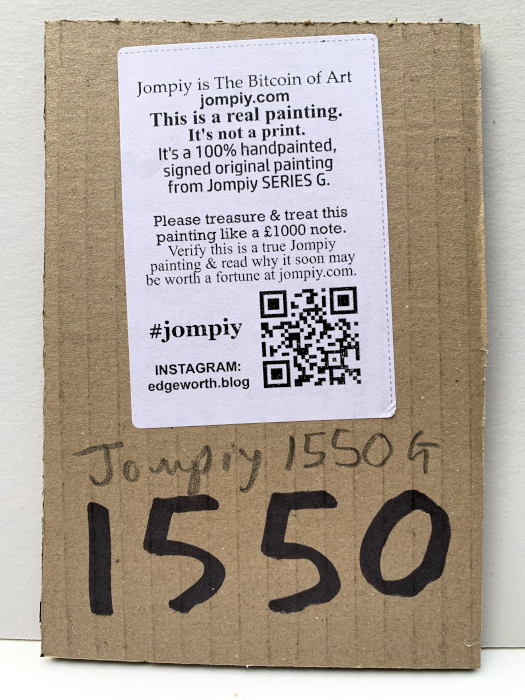 Jompiy is The Bitcoin of Art
jompiy.com
This is a real painting.
It's not a print.
It's a 100% handpainted,
signed original painting
from Jompiy SERIES G.
Please treasure & treat this
painting like a £1000 note.
Verify this is a true Jompiy
painting & read why it soon may
be worth a fortune at jompiy.com.
#jompiy
INSTAGRAM:
edgeworth.blog
Jompiy 1550 G
1550